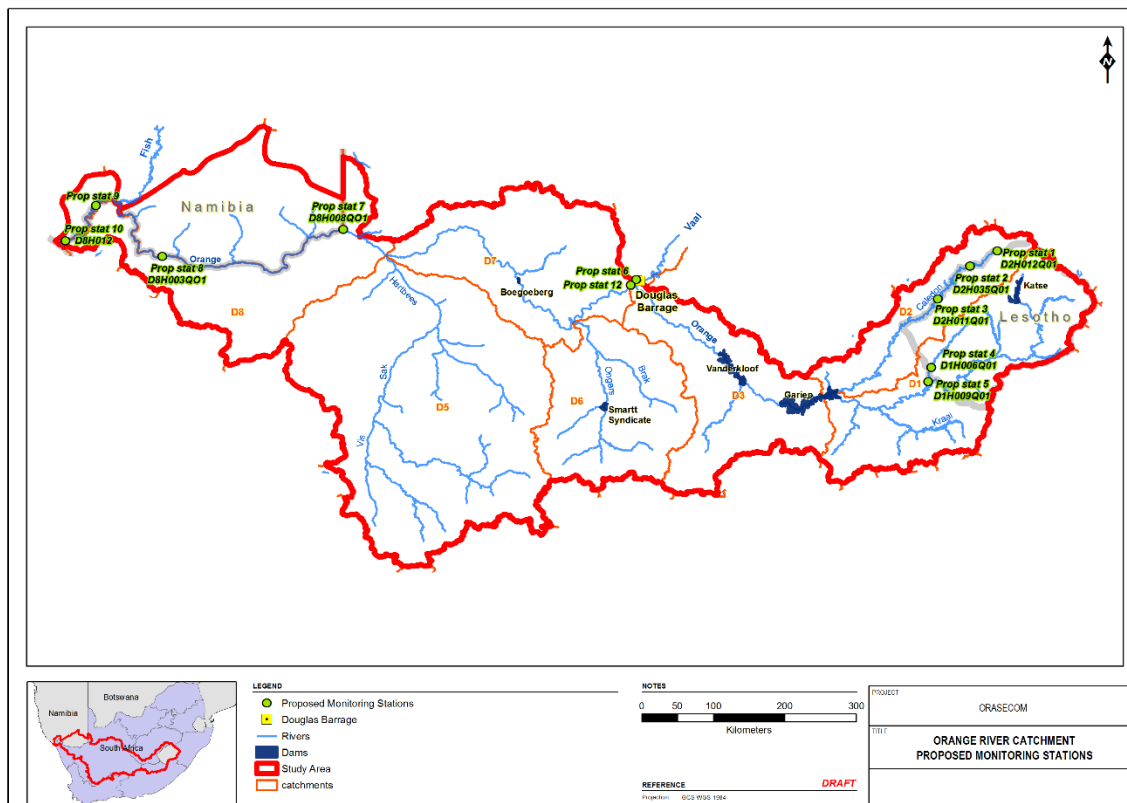 N
Fish
Prop stat 9
Namibia
Prop stat 7
D8H008QO1
Prop stat 10
D8H012
Orange
Prop stat 8
D8H003QO1
D7
Vaal
Prop stat 6
Prop stat 12
Douglas
Barrage
Boegoeberg
Hartbees
Prop stat 1
D2H012Q01
Prop stat 2
D2H035Q01
Katse
Caledon
Prop stat 3
D2H011Q01
Lesotho
D2
D8
Orange
Prop stat 4
D1H006Q01
Vanderkloof
Sak
Ongars
Brak
D1
Prop stat 5
D1H009Q01
Gariep
D3
D5
D6
Smartt
Syndicate
Kraai
Vis
Botswana
Namibia
South Africa
LEGEND
Proposed Monitoring Stations
Douglas Barrage
Rivers
Dams
Study Area
catchments
NOTES
0 50 100 200 300
Kilometers
REFERENCE
DRAFT
Projection: GCS WGS 1984
PROJECT
ORASECOM
TITLE
ORANGE RIVER CATCHMENT
PROPOSED MONITORING STATIONS